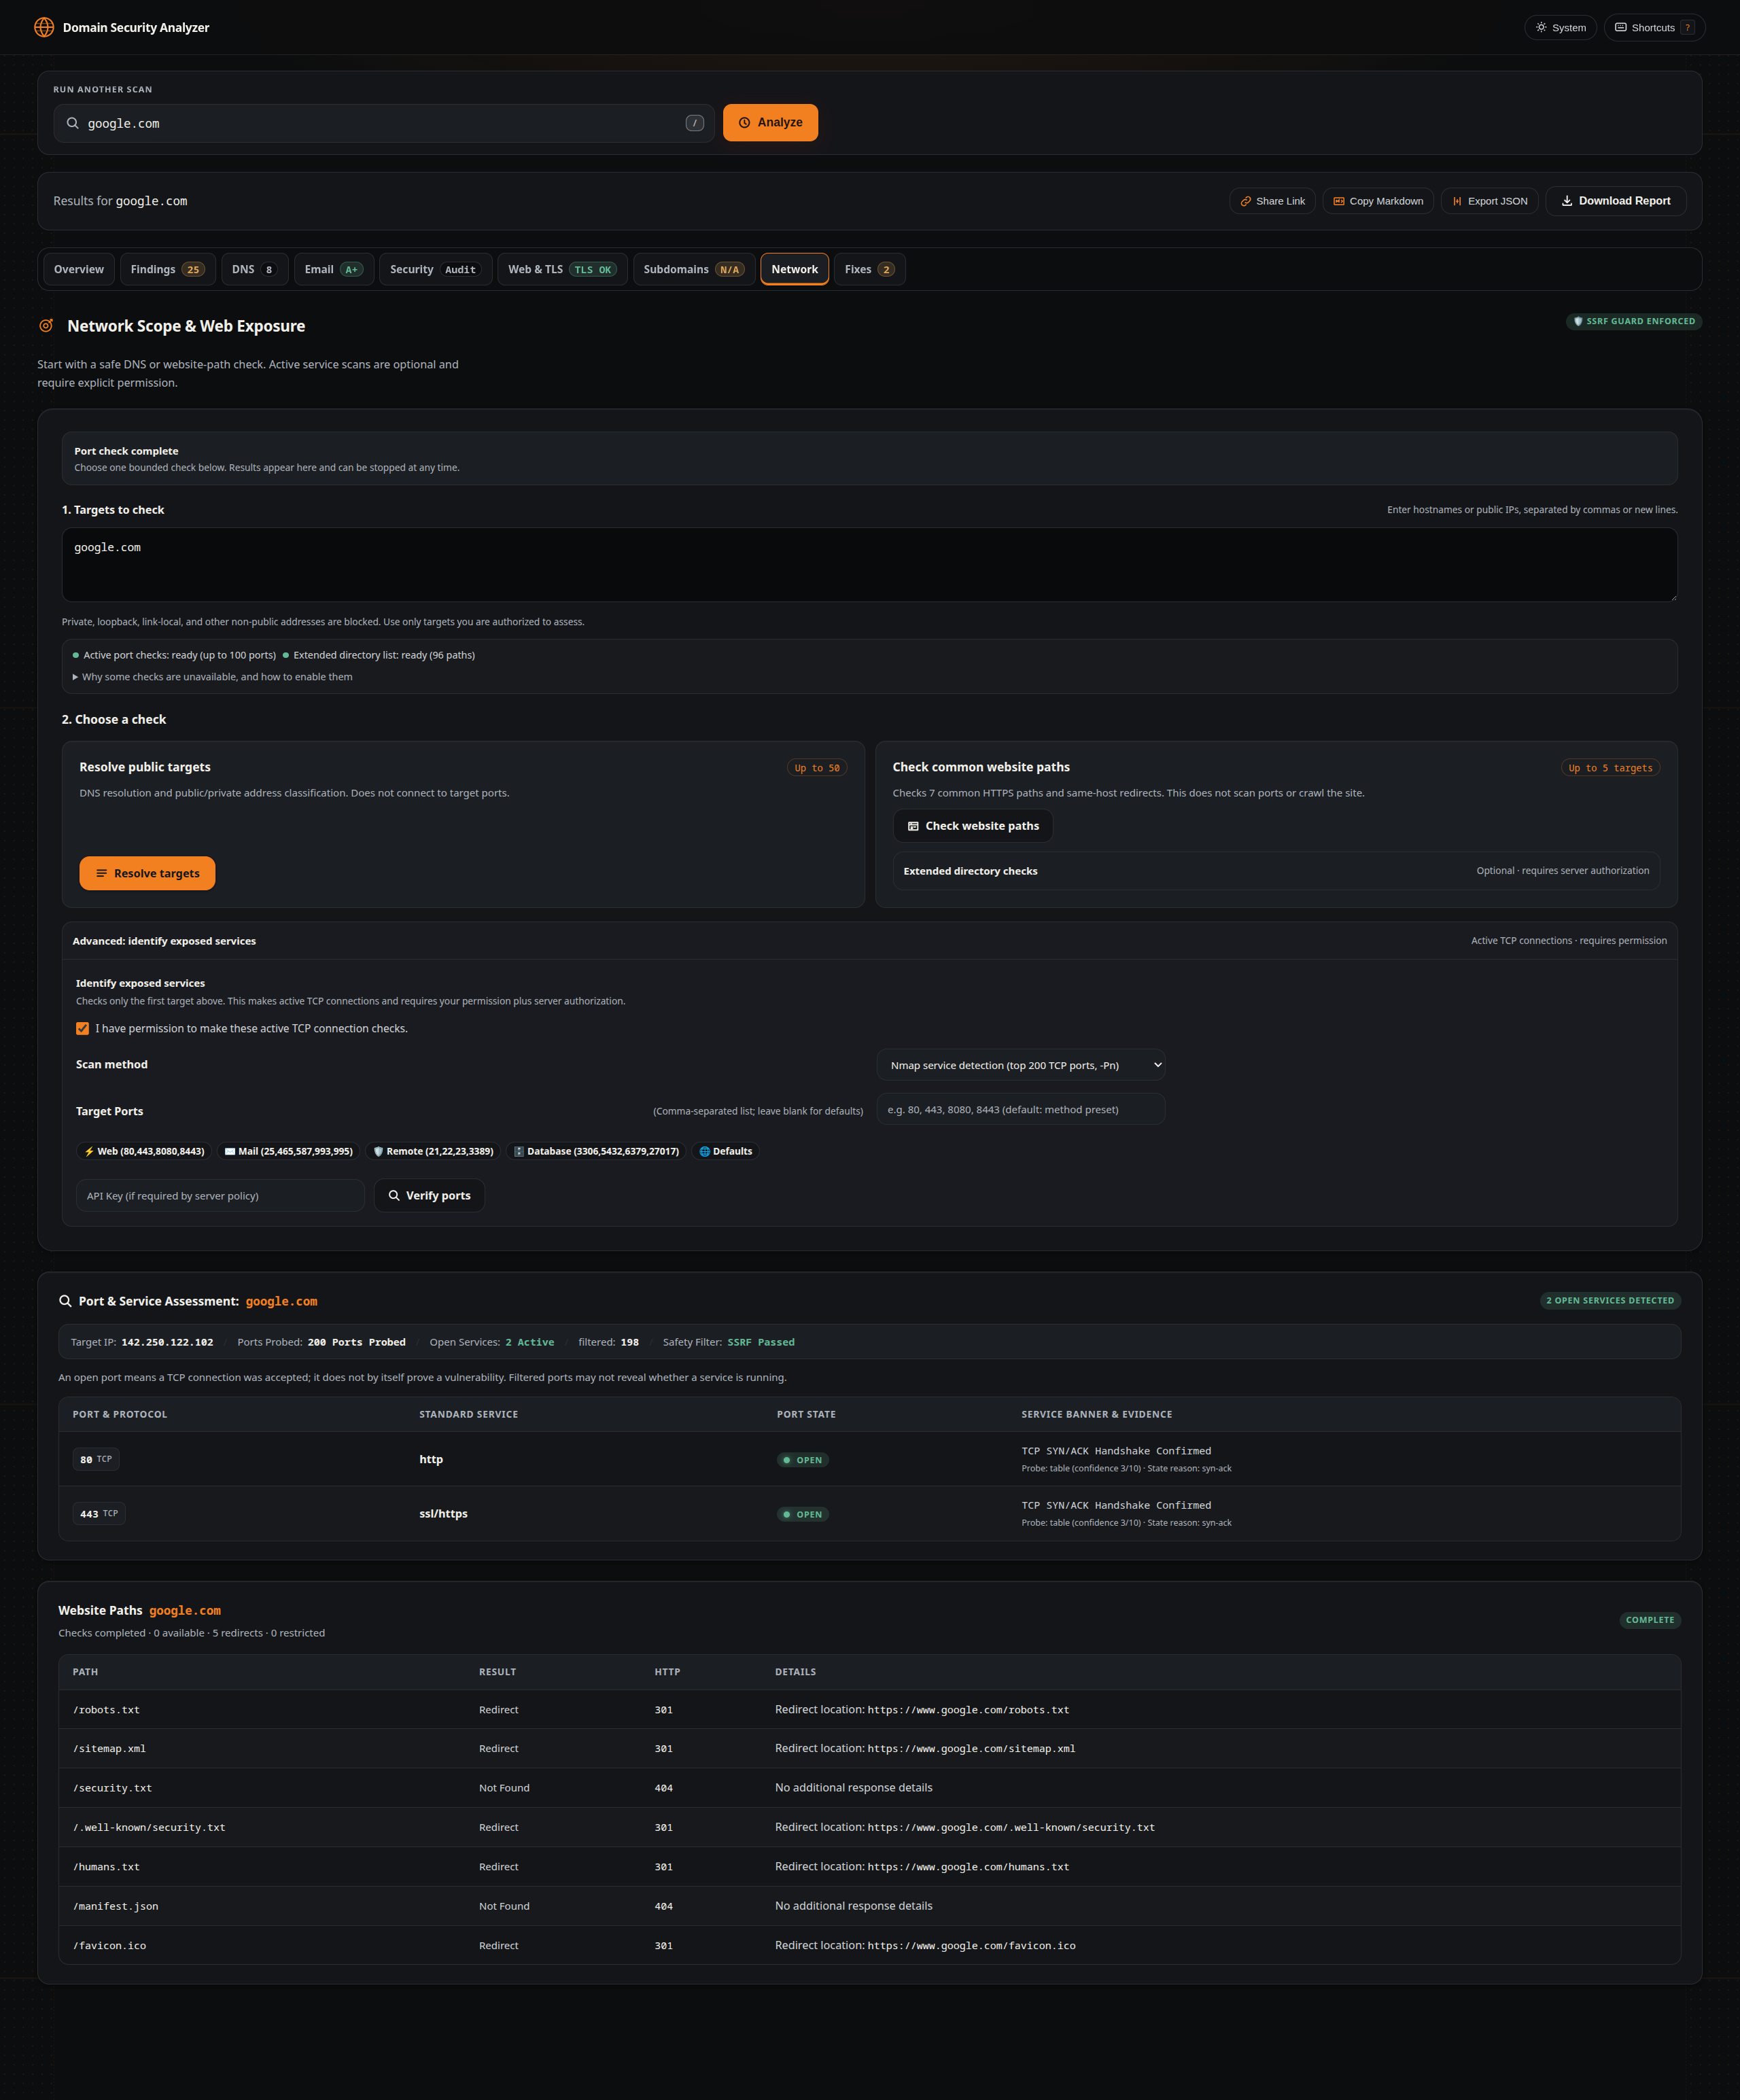 Domain Security Analyzer
System
Shortcuts ?
RUN ANOTHER SCAN
google.com /
Analyze
Results for google.com
Share Link
Copy Markdown
Export JSON
Download Report
Overview
Findings 25
DNS 8
Email A+
Security Audit
Web & TLS TLS OK
Subdomains N/A
Network
Fixes 2
Network Scope & Web Exposure
SSRF GUARD ENFORCED
Start with a safe DNS or website-path check. Active service scans are optional and
require explicit permission.
Port check complete
Choose one bounded check below. Results appear here and can be stopped at any time.
1. Targets to check
Enter hostnames or public IPs, separated by commas or new lines.
google.com
Private, loopback, link-local, and other non-public addresses are blocked. Use only targets you are authorized to assess.
Active port checks: ready (up to 100 ports) Extended directory list: ready (96 paths)
Why some checks are unavailable, and how to enable them
2. Choose a check
Resolve public targets
Up to 50
DNS resolution and public/private address classification. Does not connect to target ports.
Resolve targets
Check common website paths
Up to 5 targets
Checks 7 common HTTPS paths and same-host redirects. This does not scan ports or crawl the site.
Check website paths
Extended directory checks
Optional · requires server authorization
Advanced: identify exposed services
Active TCP connections · requires permission
Identify exposed services
Checks only the first target above. This makes active TCP connections and requires your permission plus server authorization.
I have permission to make these active TCP connection checks.
Scan method
Nmap service detection (top 200 TCP ports, -Pn)
Target Ports
(Comma-separated list; leave blank for defaults)
e.g. 80, 443, 8080, 8443 (default: method preset)
Web (80,443,8080,8443)
Mail (25,465,587,993,995)
Remote (21,22,23,3389)
Database (3306,5432,6379,27017)
Defaults
API Key (if required by server policy)
Verify ports
Port & Service Assessment: google.com
2 OPEN SERVICES DETECTED
Target IP: 142.250.122.102 / Ports Probed: 200 Ports Probed / Open Services: 2 Active / filtered: 198 / Safety Filter: SSRF Passed
An open port means a TCP connection was accepted; it does not by itself prove a vulnerability. Filtered ports may not reveal whether a service is running.
PORT & PROTOCOL STANDARD SERVICE PORT STATE SERVICE BANNER & EVIDENCE
80 TCP http OPEN TCP SYN/ACK Handshake Confirmed
Probe: table (confidence 3/10) · State reason: syn-ack
443 TCP ssl/https OPEN TCP SYN/ACK Handshake Confirmed
Probe: table (confidence 3/10) · State reason: syn-ack
Website Paths google.com
COMPLETE
Checks completed · 0 available · 5 redirects · 0 restricted
PATH RESULT HTTP DETAILS
/robots.txt Redirect 301 Redirect location: https://www.google.com/robots.txt
/sitemap.xml Redirect 301 Redirect location: https://www.google.com/sitemap.xml
/security.txt Not Found 404 No additional response details
/.well-known/security.txt Redirect 301 Redirect location: https://www.google.com/.well-known/security.txt
/humans.txt Redirect 301 Redirect location: https://www.google.com/humans.txt
/manifest.json Not Found 404 No additional response details
/favicon.ico Redirect 301 Redirect location: https://www.google.com/favicon.ico